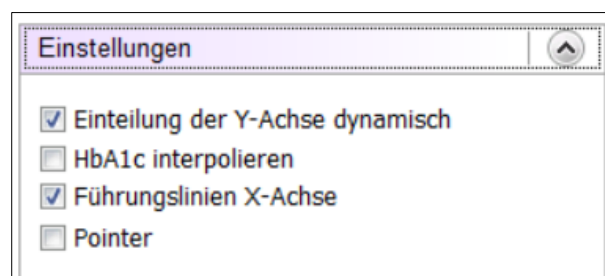 Einstellungen
Einteilung der Y-Achse dynamisch
HbA1c interpolieren
Führungslinien X-Achse
Pointer